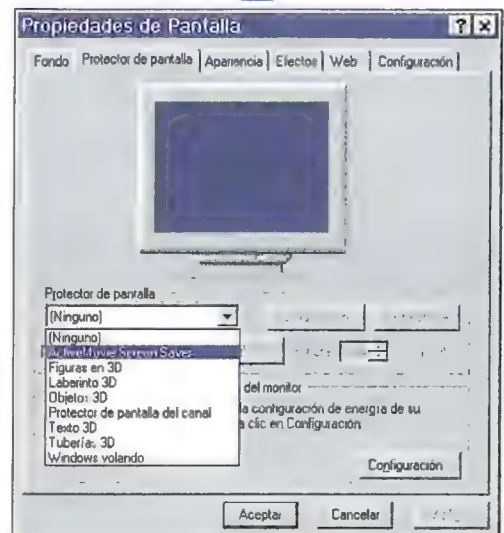 Propiedades de Pantalla
Fondo Protector de pantalla Apariencia Efectos Web Configuración
Protector de pantalla
(Ninguno)
(Ninguno)
ActiveMovie Screen Saver
Figuras en 3D
Laberinto 3D
Objetos 3D
Protector de pantalla del canal
Texto 3D
Tuberías 3D
Windows volando
del monitor
la configuración de energía de su
clic en Configuración
Configuración
Aceptar Cancelar